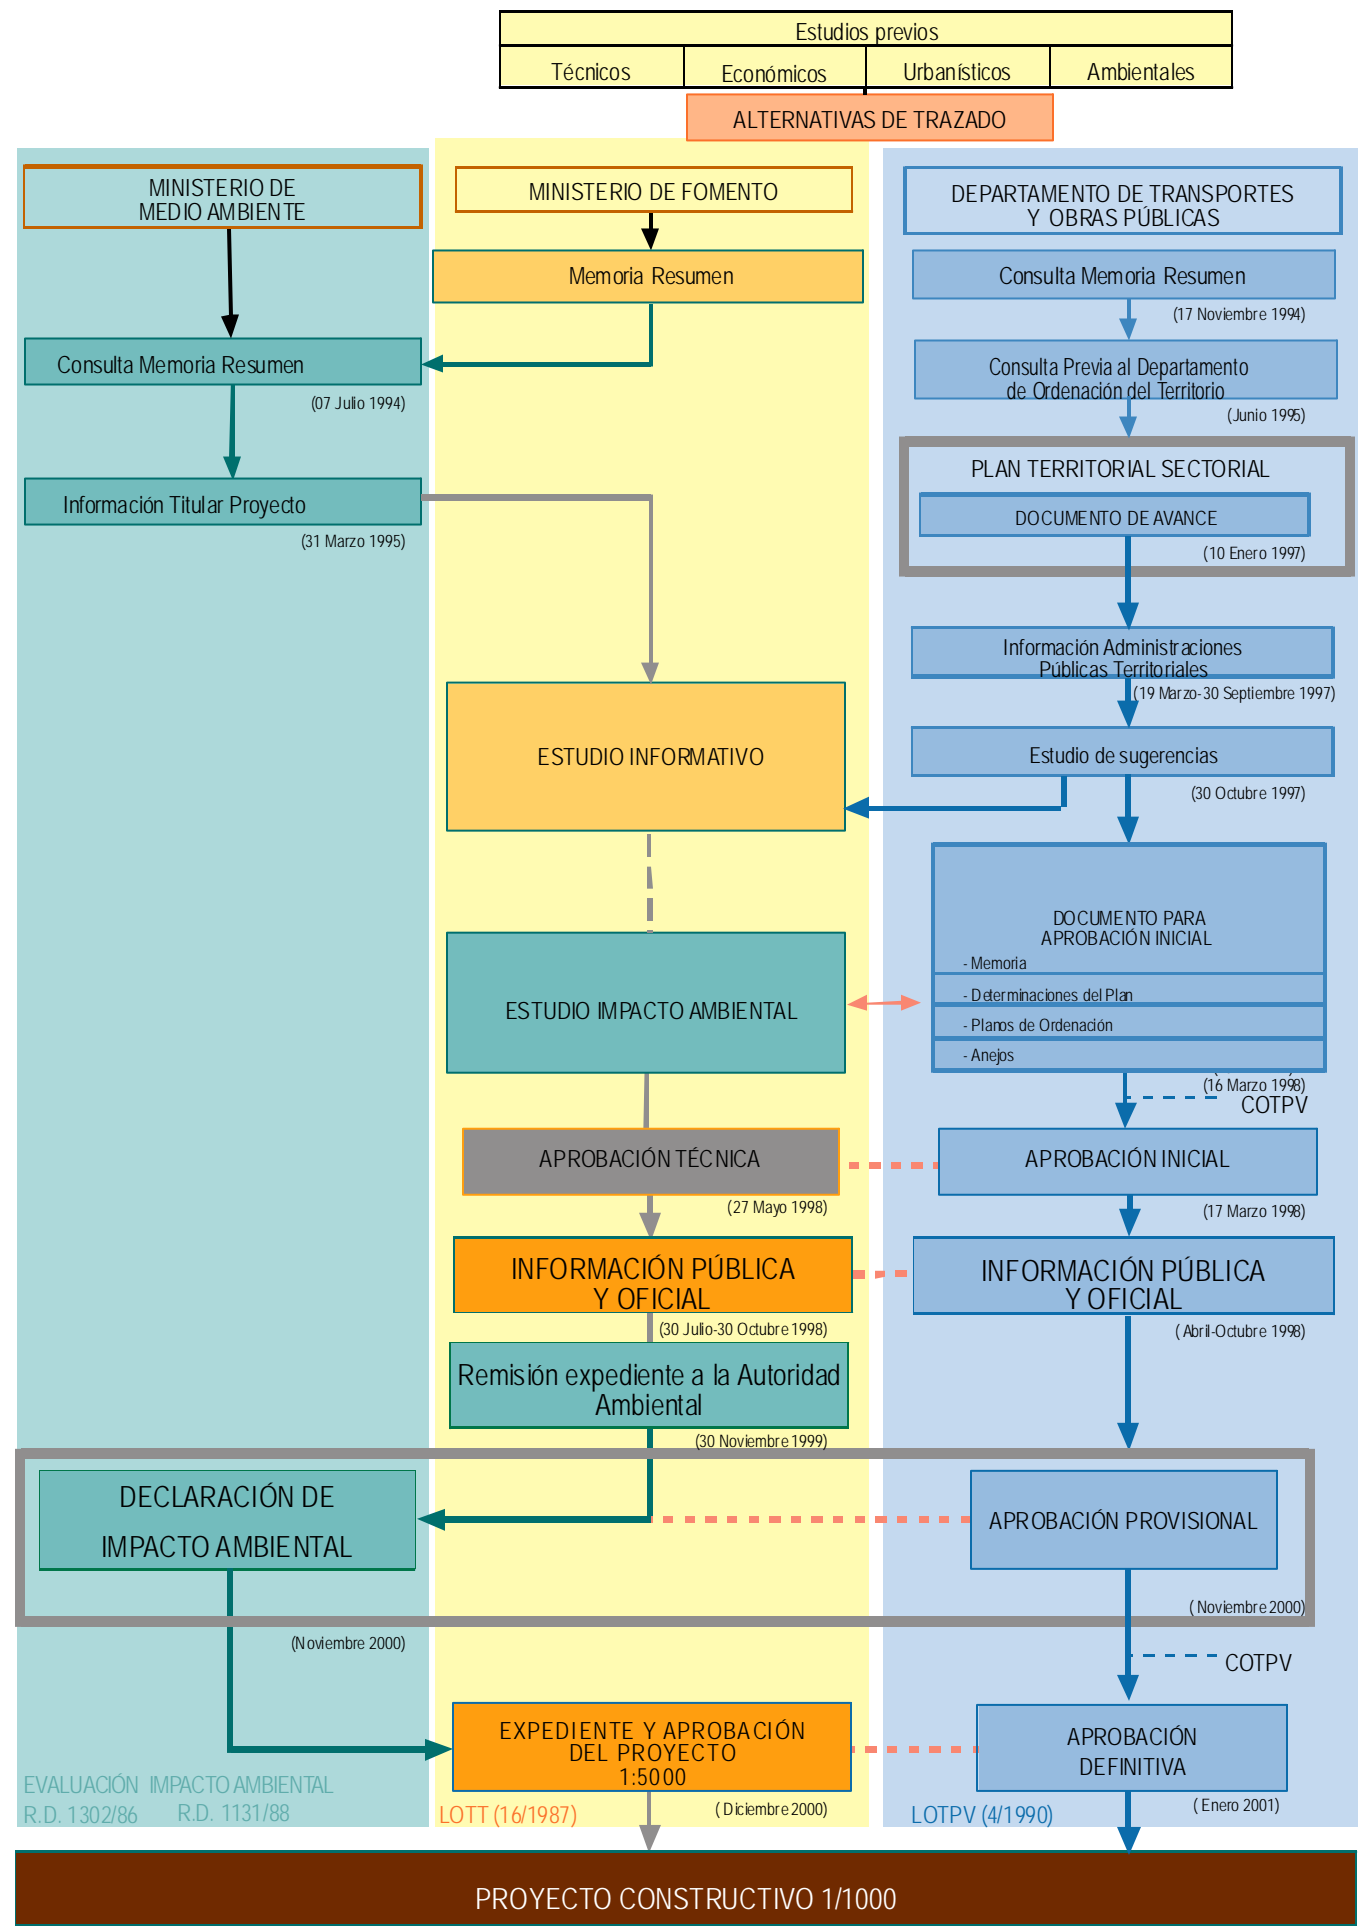 Estudios previos
Técnicos
Económicos
Urbanísticos
Ambientales
ALTERNATIVAS DE TRAZADO
MINISTERIO DE
MEDIO AMBIENTE
Consulta Memoria Resumen
(07 Julio 1994)
Información Titular Proyecto
(31 Marzo 1995)
MINISTERIO DE FOMENTO
Memoria Resumen
ESTUDIO INFORMATIVO
ESTUDIO IMPACTO AMBIENTAL
APROBACIÓN TÉCNICA
(27 Mayo 1998)
INFORMACIÓN PÚBLICA
Y OFICIAL
(30 Julio-30 Octubre 1998)
Remisión expediente a la Autoridad
Ambiental
(30 Noviembre 1999)
DEPARTAMENTO DE TRANSPORTES
Y OBRAS PÚBLICAS
Consulta Memoria Resumen
(17 Noviembre 1994)
Consulta Previa al Departamento
de Ordenación del Territorio
(Junio 1995)
PLAN TERRITORIAL SECTORIAL
DOCUMENTO DE AVANCE
(10 Enero 1997)
Información Administraciones
Públicas Territoriales
(19 Marzo-30 Septiembre 1997)
Estudio de sugerencias
(30 Octubre 1997)
DOCUMENTO PARA
APROBACIÓN INICIAL
- Memoria
- Determinaciones del Plan
- Planos de Ordenación
- Anejos
(16 Marzo 1998)
COTPV
APROBACIÓN INICIAL
(17 Marzo 1998)
INFORMACIÓN PÚBLICA
Y OFICIAL
( Abril-Octubre 1998)
DECLARACIÓN DE
IMPACTO AMBIENTAL
(Noviembre 2000)
APROBACIÓN PROVISIONAL
( Noviembre 2000)
COTPV
EXPEDIENTE Y APROBACIÓN
DEL PROYECTO
1:5000
( Diciembre 2000)
APROBACIÓN
DEFINITIVA
( Enero 2001)
EVALUACIÓN IMPACTO AMBIENTAL
R.D. 1302/86 R.D. 1131/88
LOTT (16/1987)
LOTPV (4/1990)
PROYECTO CONSTRUCTIVO 1/1000